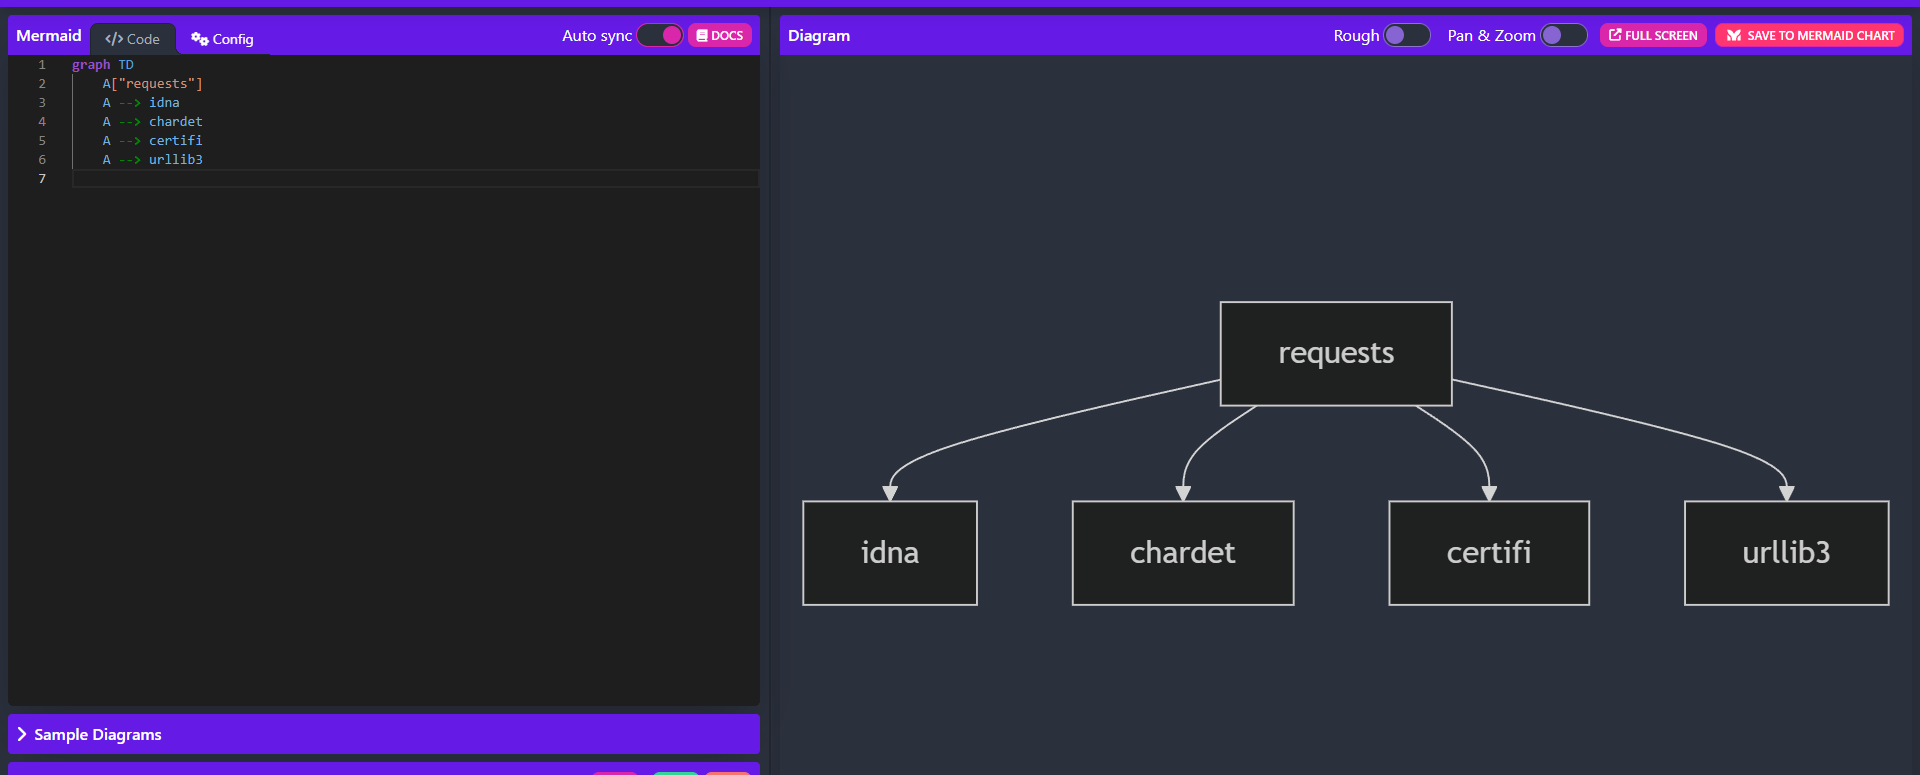 Mermaid
</> Code
Config
Auto sync
DOCS
1 graph TD
2 A["requests"]
3 A --> idna
4 A --> chardet
5 A --> certifi
6 A --> urllib3
7
Sample Diagrams
Diagram
Rough
Pan & Zoom
FULL SCREEN
SAVE TO MERMAID CHART
requests
idna
chardet
certifi
urllib3